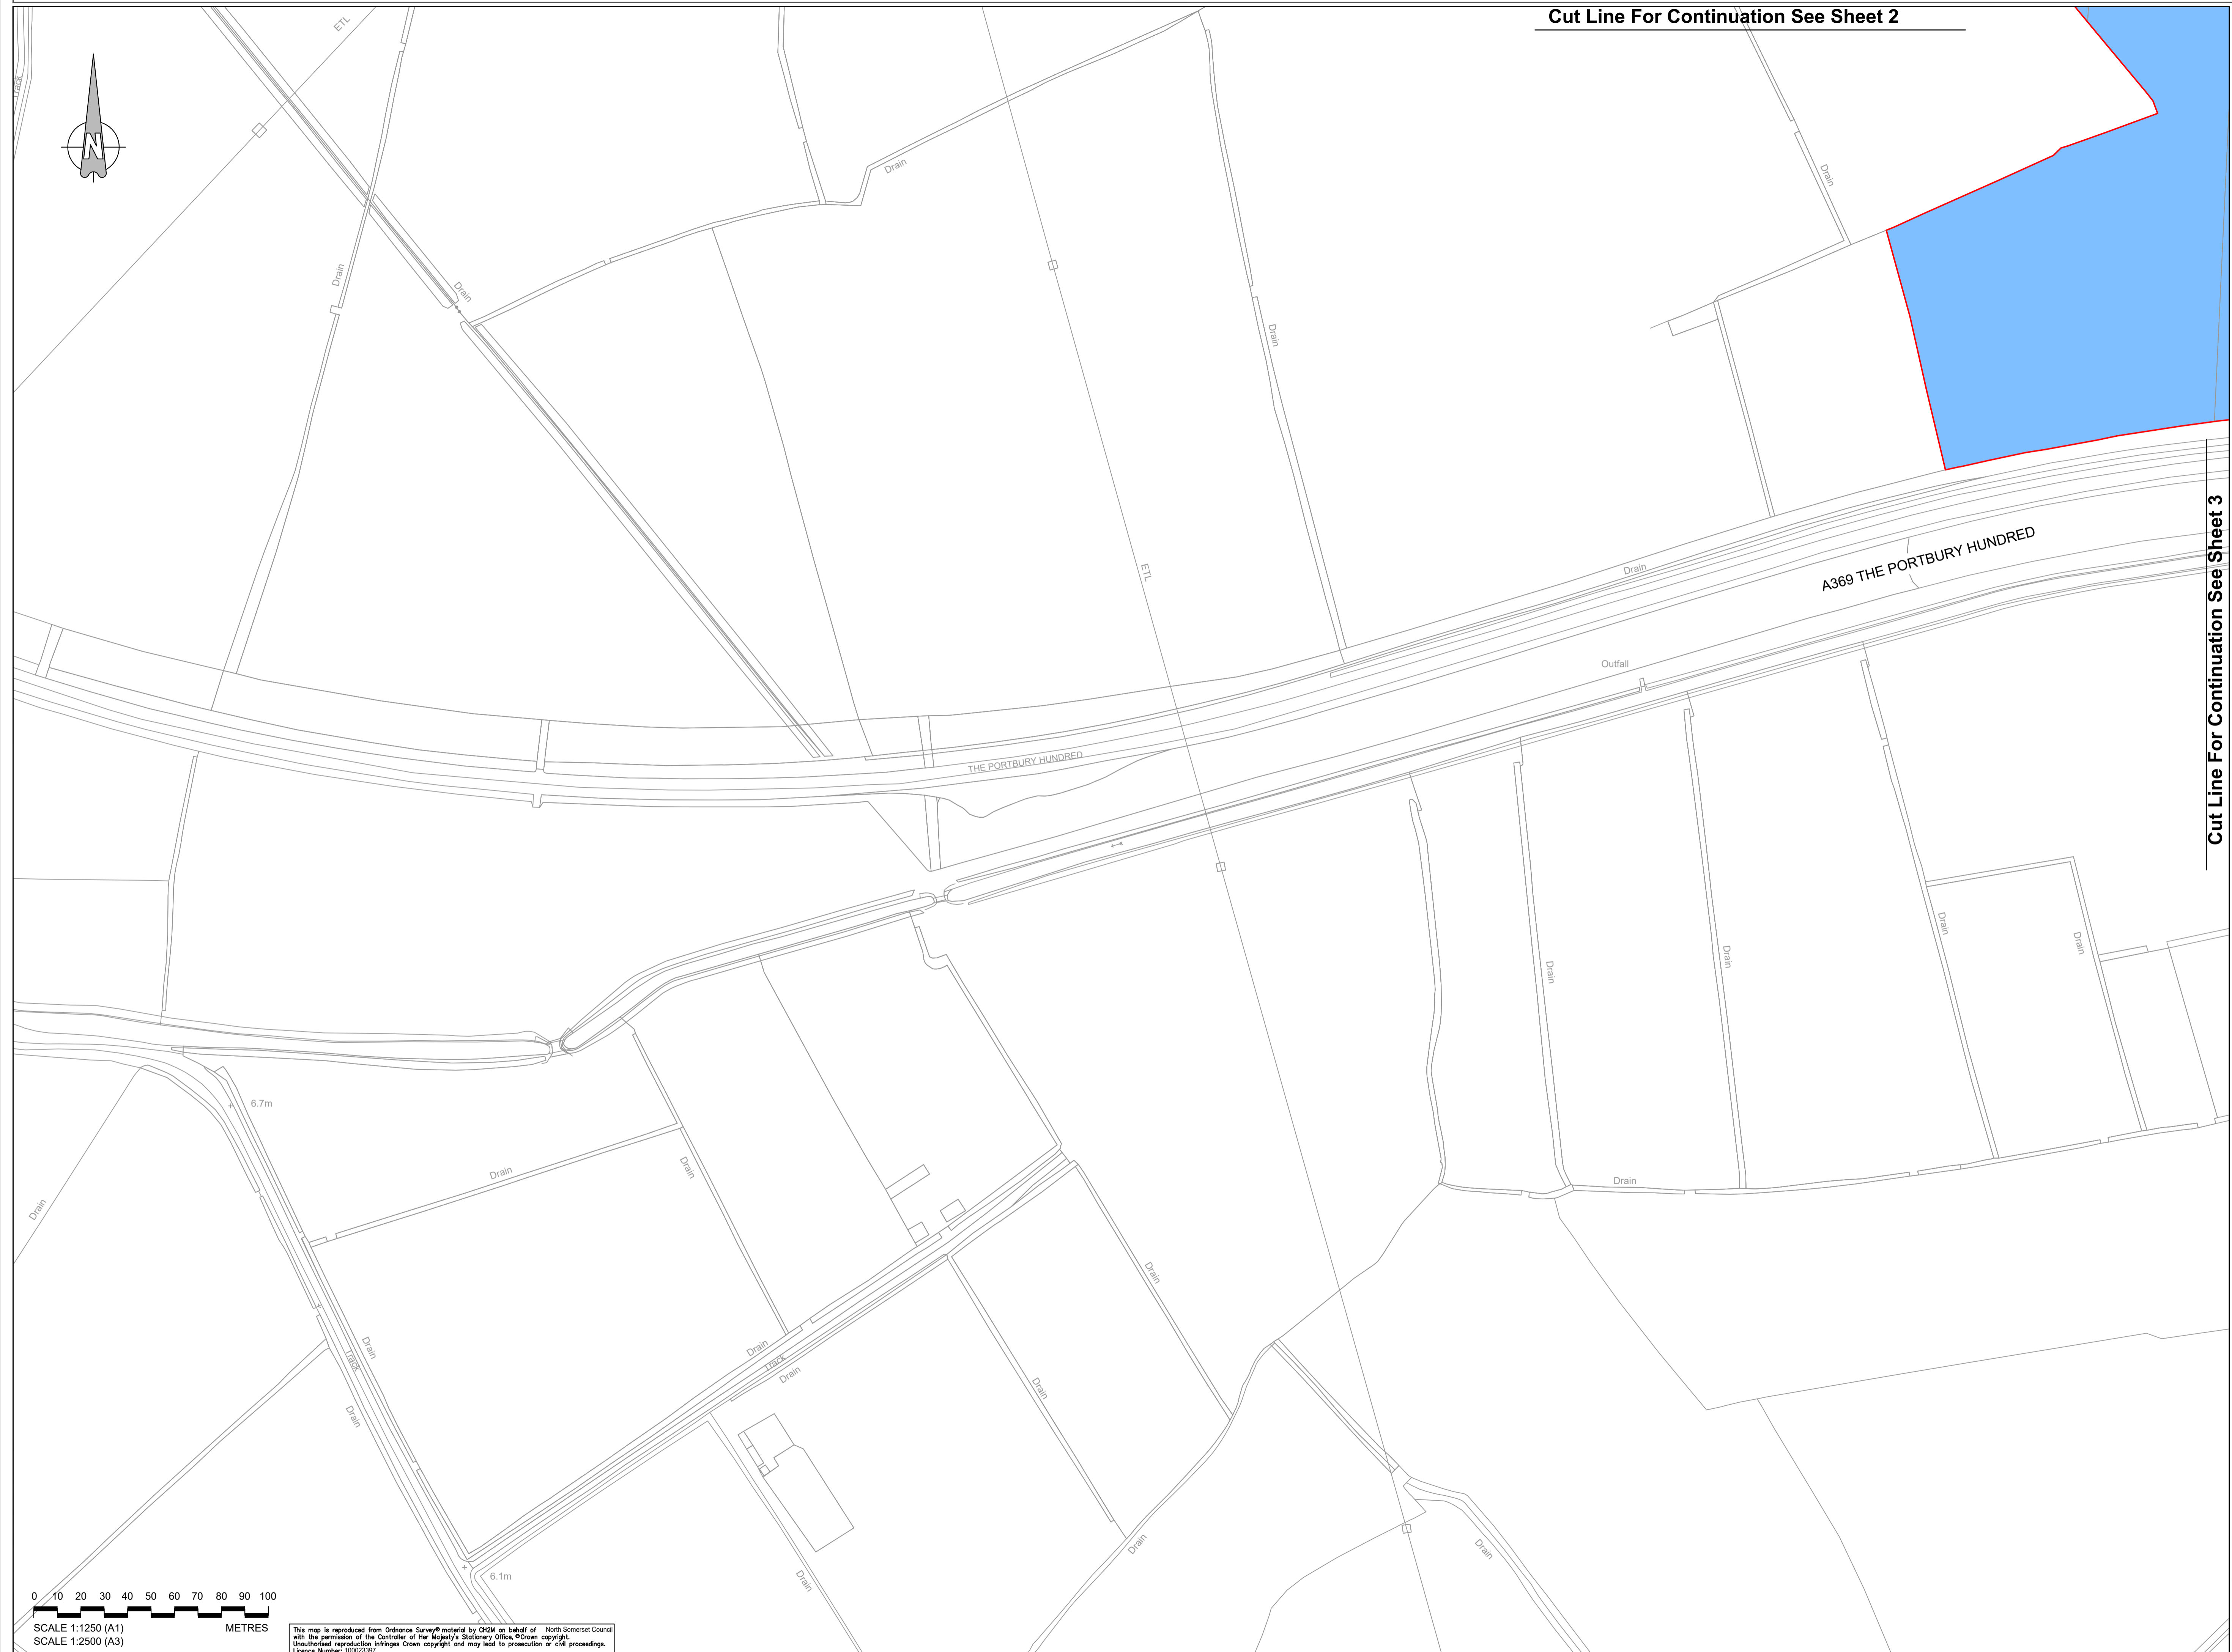 Cut Line For Continuation See Sheet 2
ETL
Track
N
Drain
Drain
Drain
Drain
Drain
Drain
ETL
Drain
A369 THE PORTBURY HUNDRED
Cut Line For Continuation See Sheet 3
Outfall
THE PORTBURY HUNDRED
Drain
Drain
Drain
Drain
6.7m
Drain
Drain
Drain
Drain
Drain
Drain
Drain
Track
Drain
Track
Drain
Drain
Drain
Drain
Drain
Drain
6.1m
0 10 20 30 40 50 60 70 80 90 100
SCALE 1:1250 (A1) METRES
SCALE 1:2500 (A3)
This map is reproduced from Ordnance Survey® material by CH2M on behalf of North Somerset Council
with the permission of the Controller of Her Majesty's Stationery Office, ©Crown copyright.
Unauthorised reproduction infringes Crown copyright and may lead to prosecution or civil proceedings.
Licence Number: 100023397